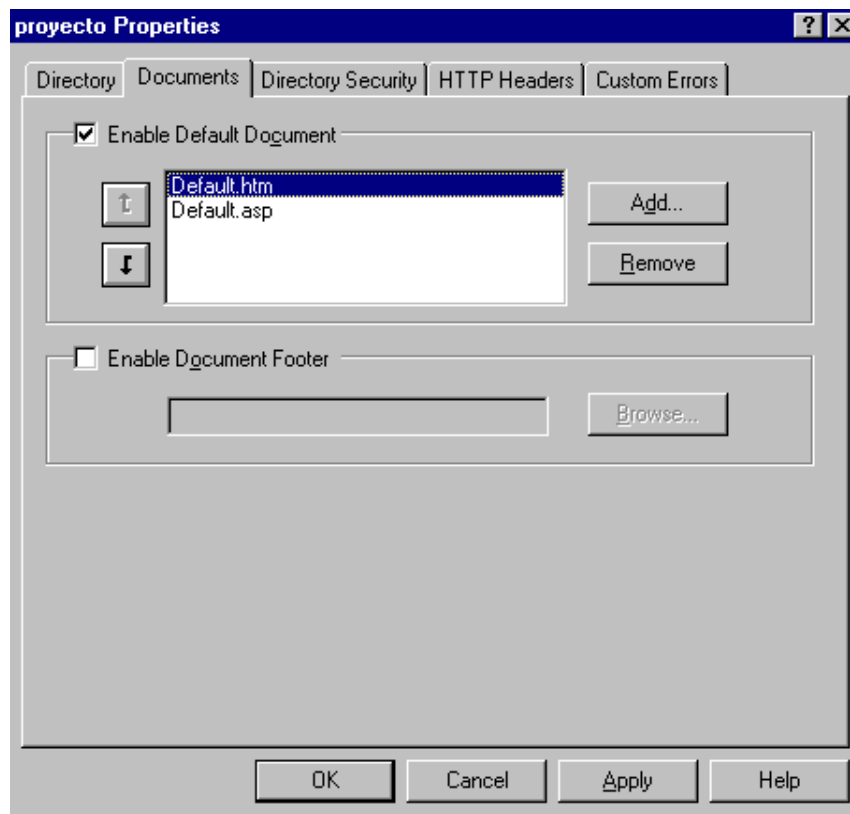 proyecto Properties
Directory Documents Directory Security HTTP Headers Custom Errors
Enable Default Document
Default.htm
Default.asp
Add...
Remove
Enable Document Footer
Browse...
OK Cancel Apply Help